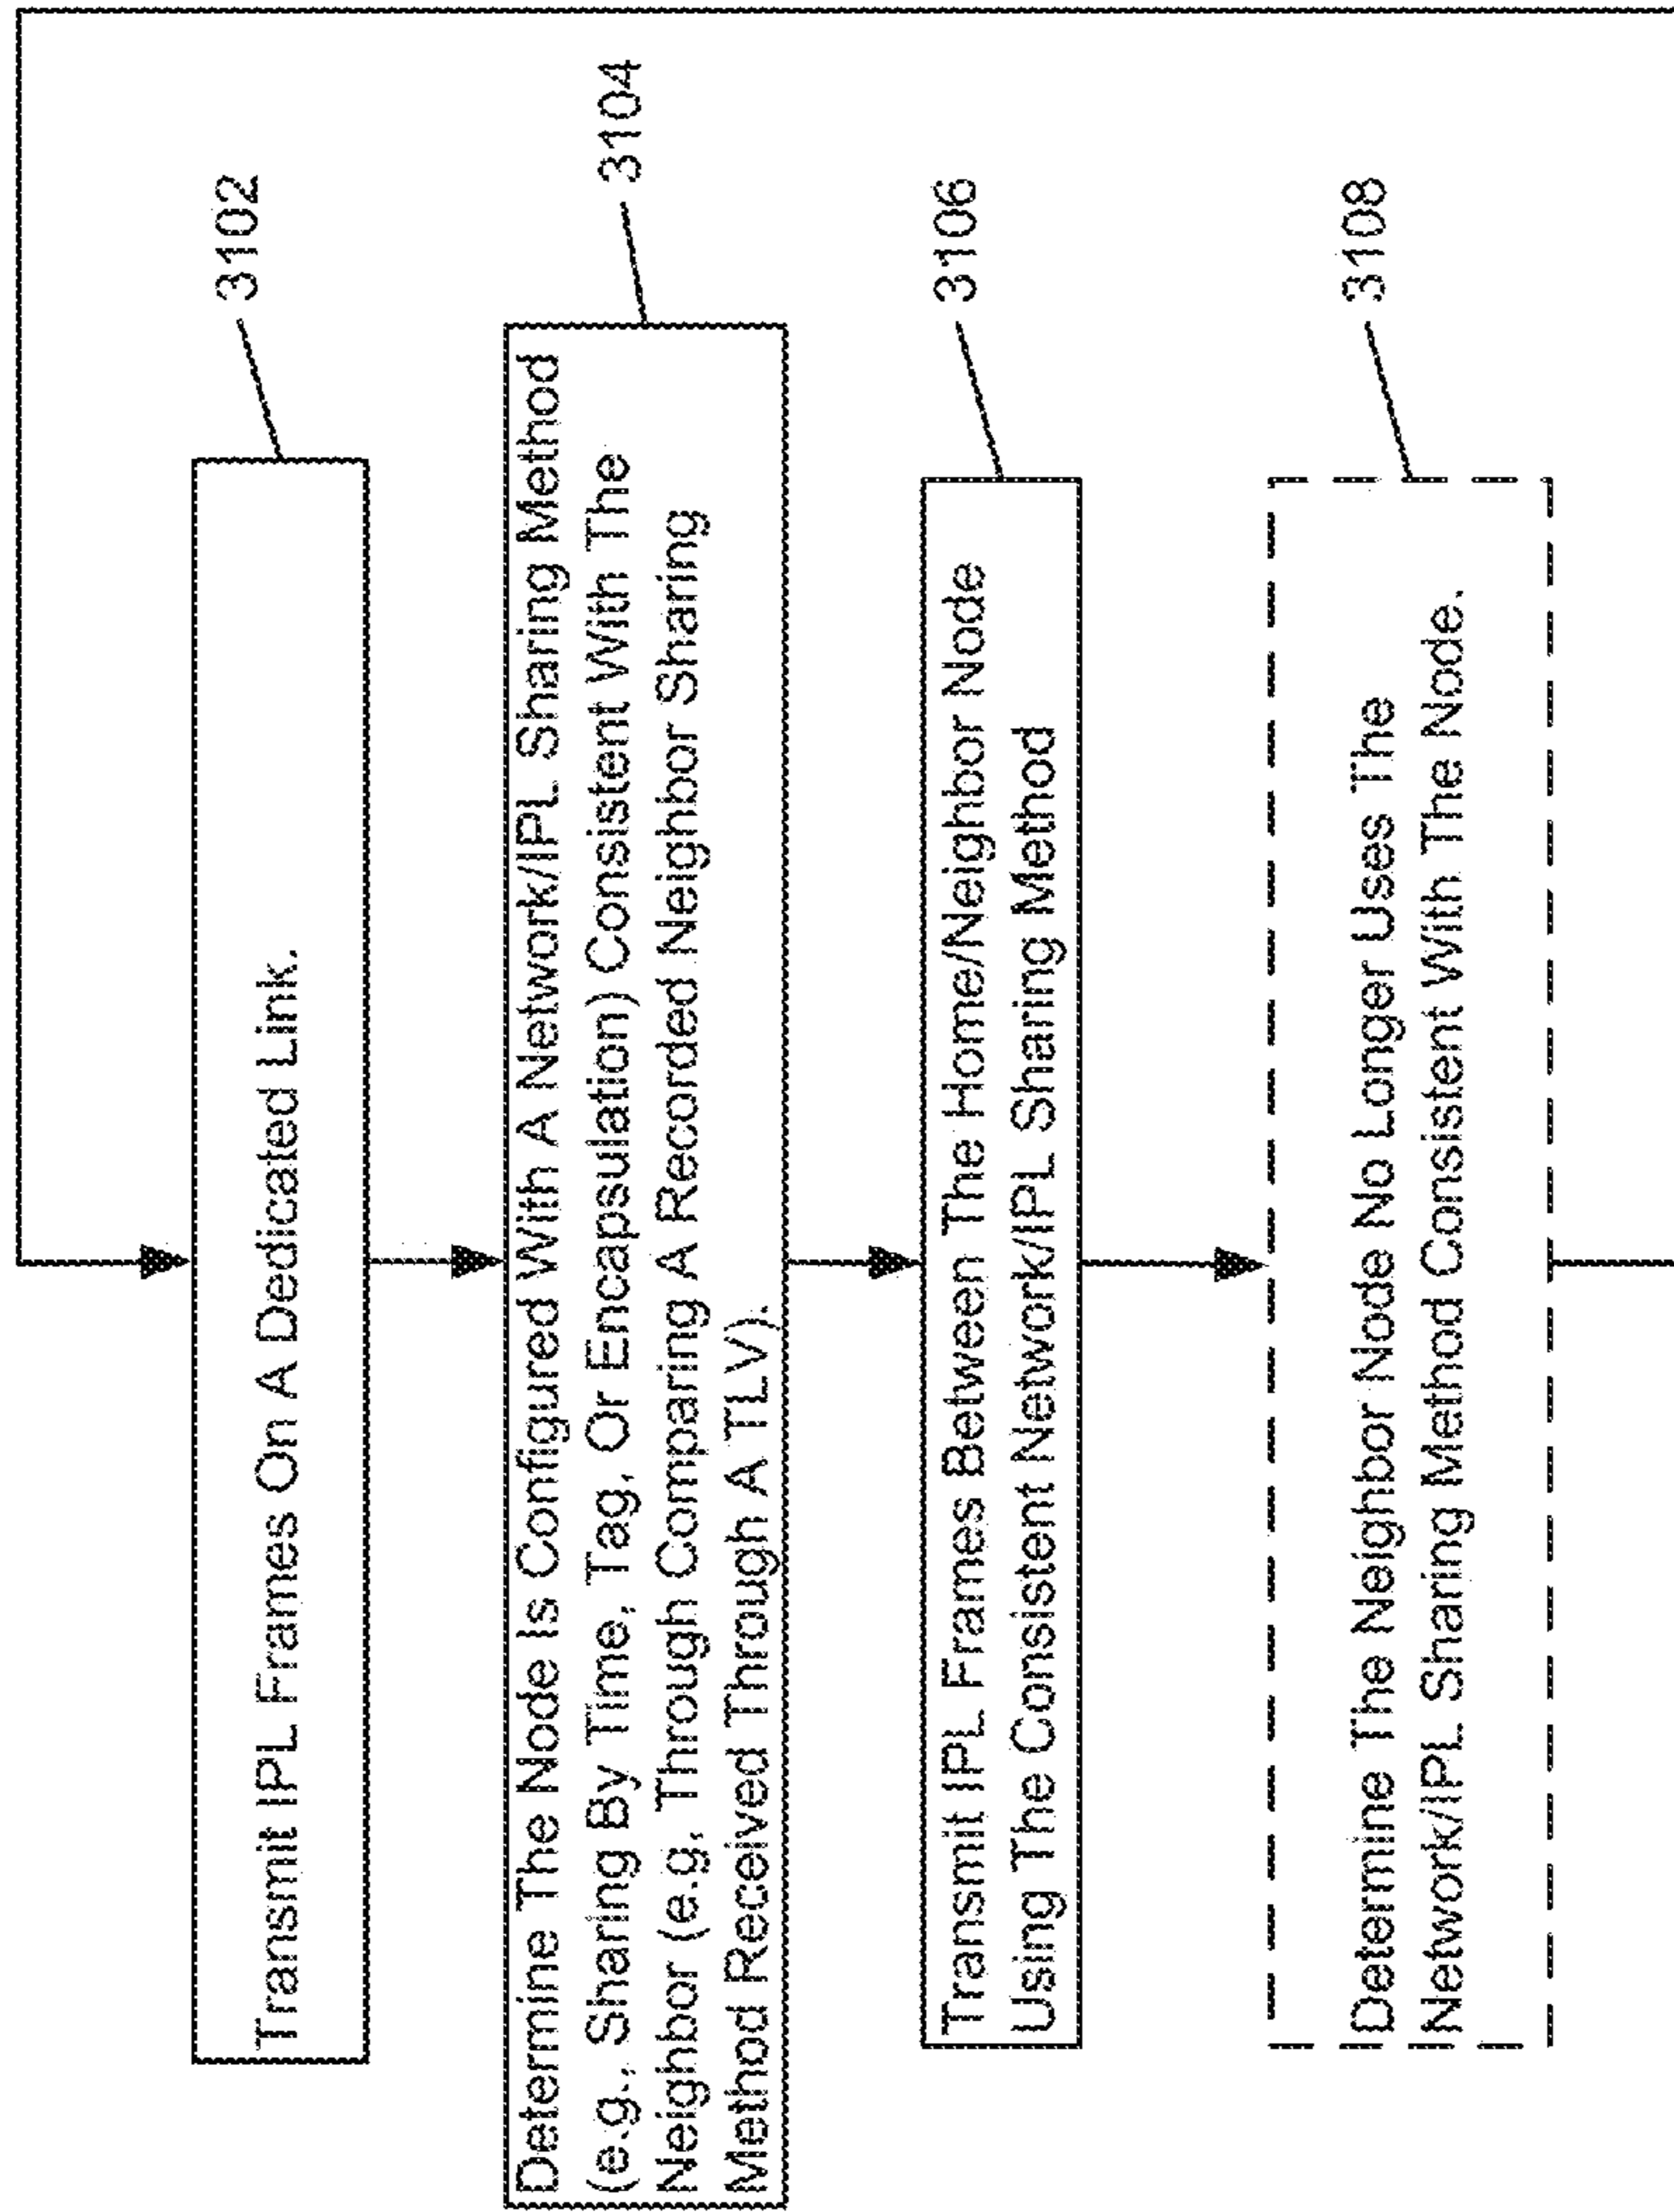 Transmit IPL Frames On A Dedicated Link.
3102
Determine The Node Is Configured With A Network/IPL Sharing Method
(e.g., Sharing By Time, Tag, Or Encapsulation) Consistent With The
Neighbor (e.g, Through Comparing A Recorded Neighbor Sharing
Method Received Through A TLV).
3104
Transmit IPL Frames Between The Home/Neighbor Node
Using The Consistent Network/IPL Sharing Method
3106
Determine The Neighbor Node No Longer Uses The
Network/IPL Sharing Method Consistent With The Node.
3108